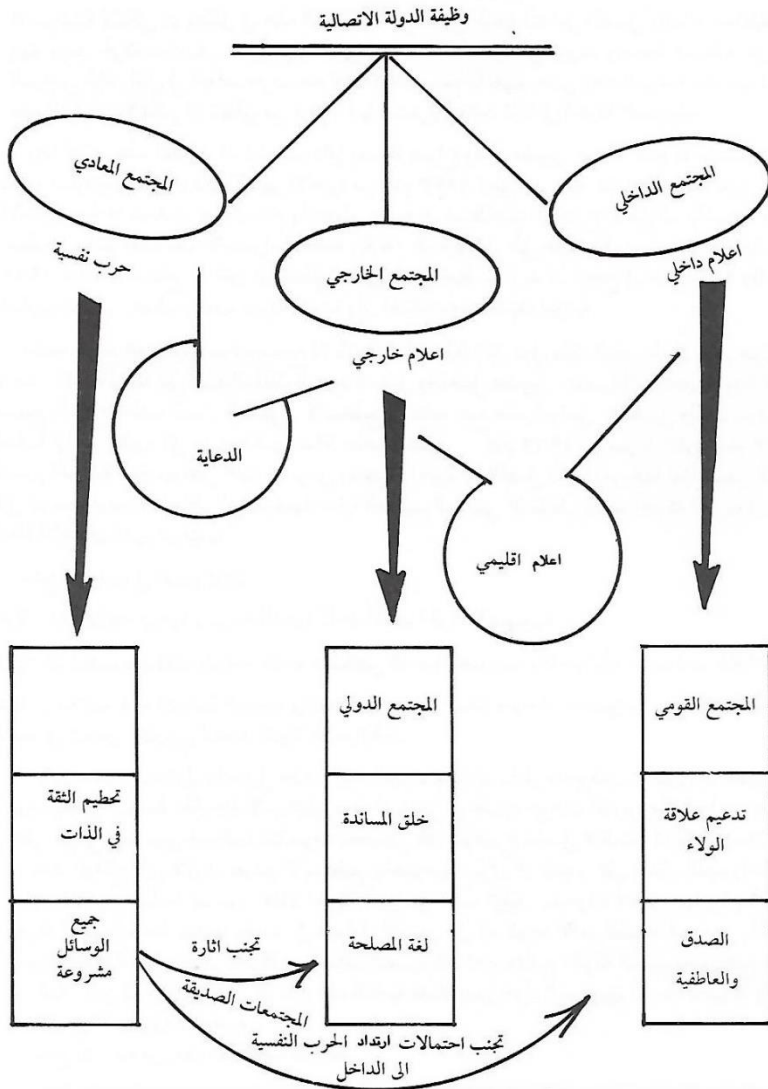 وظيفة الدولة الاتصالية
المجتمع الداخلي
المجتمع الخارجي
المجتمع المعادي
اعلام داخلي
اعلام خارجي
حرب نفسية
الدعاية
اعلام اقليمي
المجتمع القومي
تدعيم علاقة
الولاء
الصدق
والعاطفية
المجتمع الدولي
خلق المساندة
لغة المصلحة
تحطيم الثقة
في الذات
جميع
الوسائل
مشروعة
تجنب اثارة
المجتمعات الصديقة
تجنب احتمالات ارتداد الحرب النفسية
الى الداخل